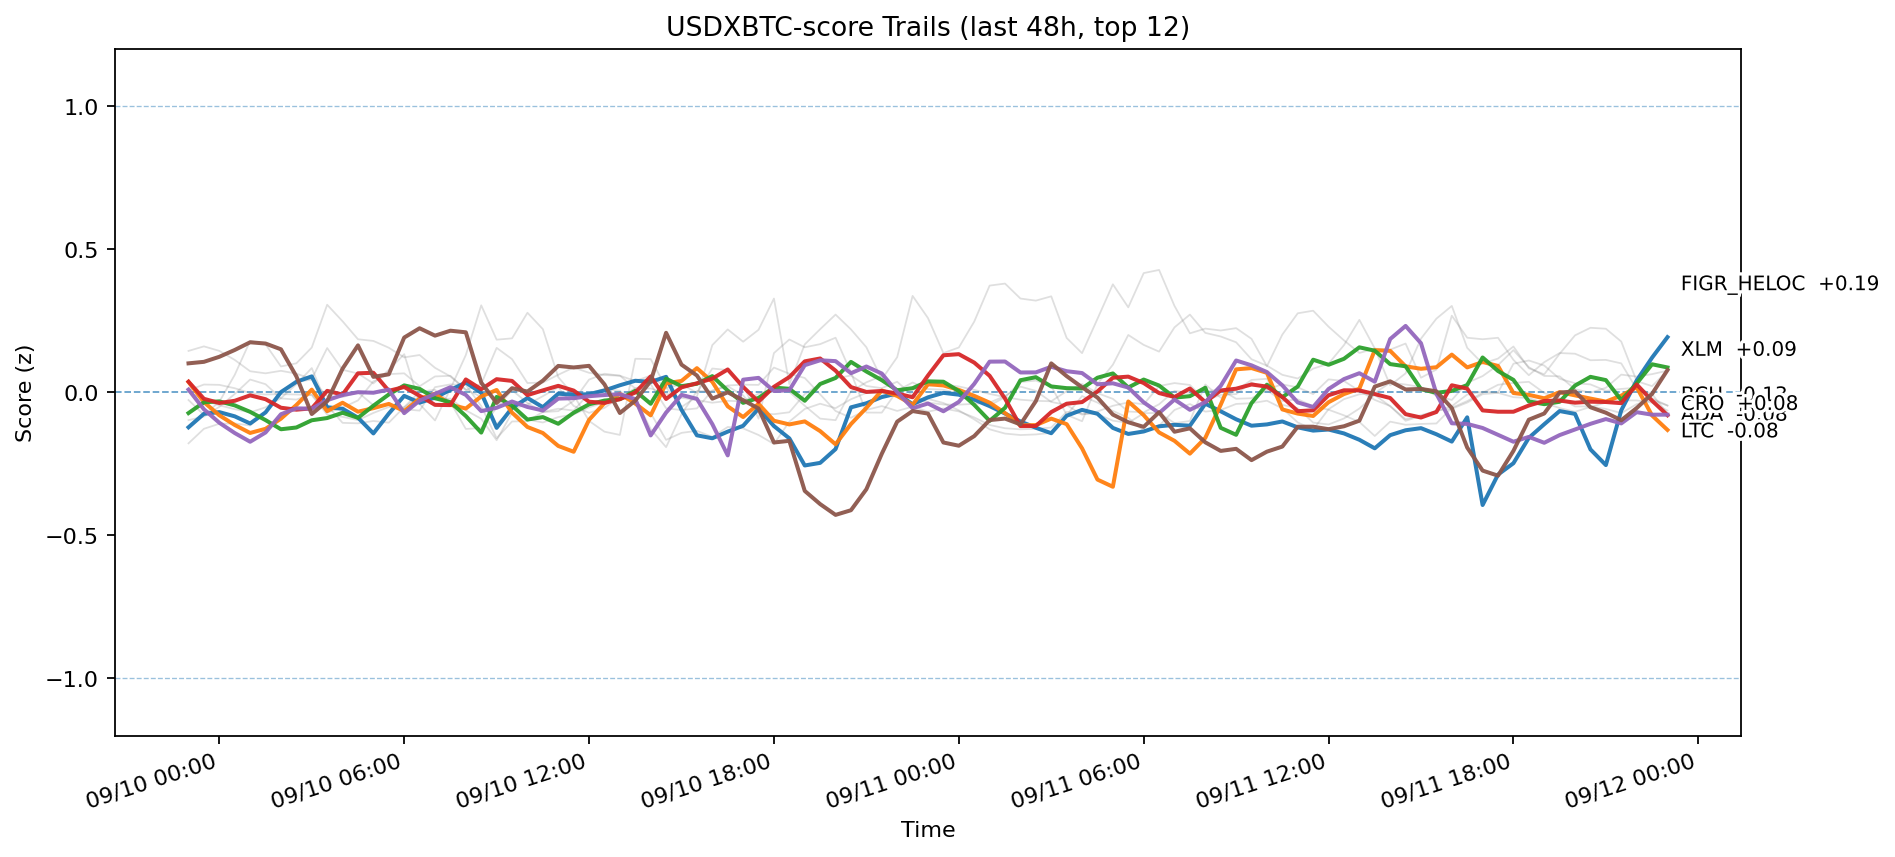 USDXBTC-score Trails (last 48h, top 12)
Score (z)
1.0
0.5
0.0
−0.5
−1.0
FIGR_HELOC +0.19
XLM +0.09
CRO +0.08
ADA -0.08
LTC -0.08
09/10 00:00
09/10 06:00
09/10 12:00
09/10 18:00
09/11 00:00
09/11 06:00
09/11 12:00
09/11 18:00
09/12 00:00
Time